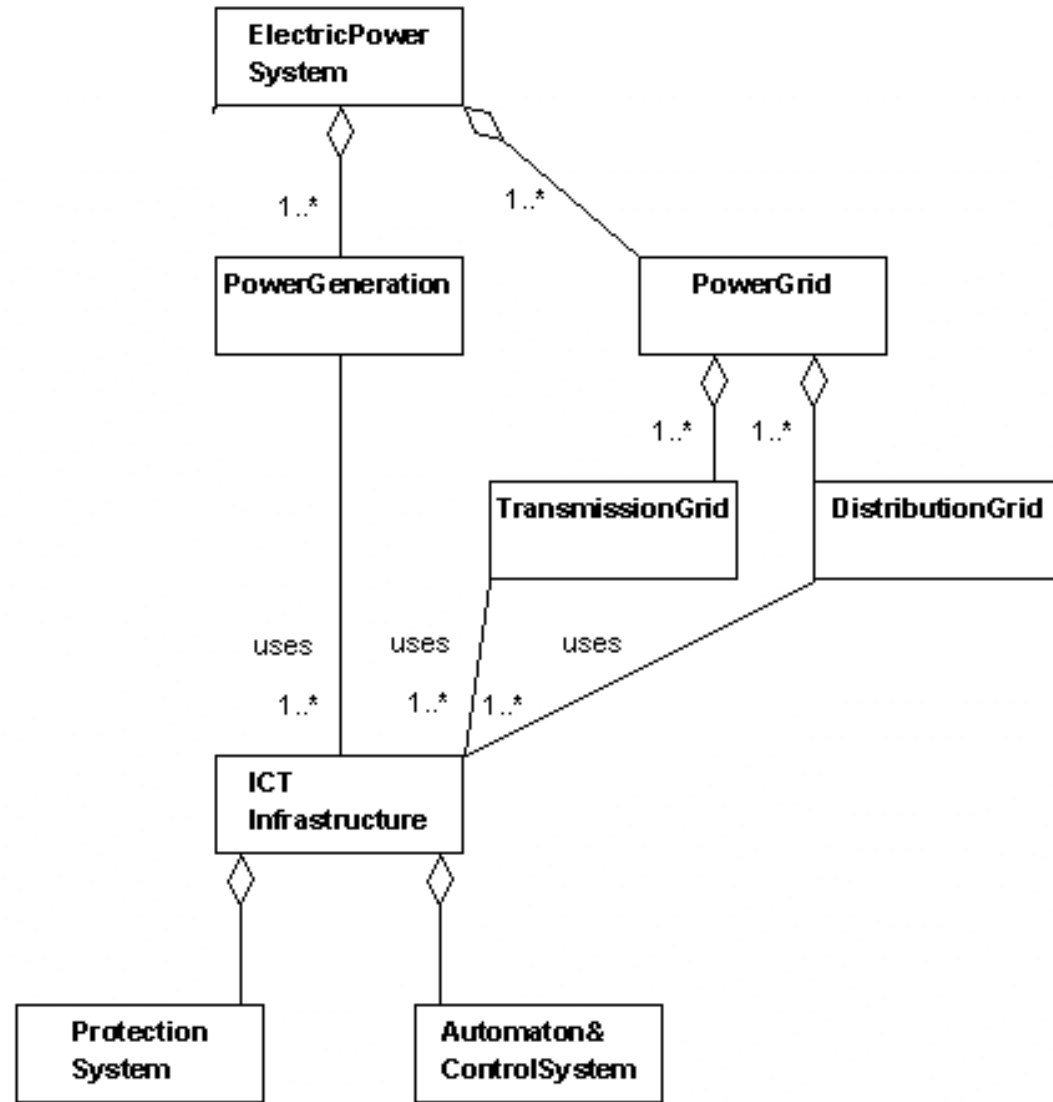 ElectricPower
System
1..*
1..*
PowerGeneration
PowerGrid
1..*
1..*
TransmissionGrid
DistributionGrid
uses
uses
uses
1..*
1..*
1..*
ICT
Infrastructure
Protection
System
Automaton&
ControlSystem